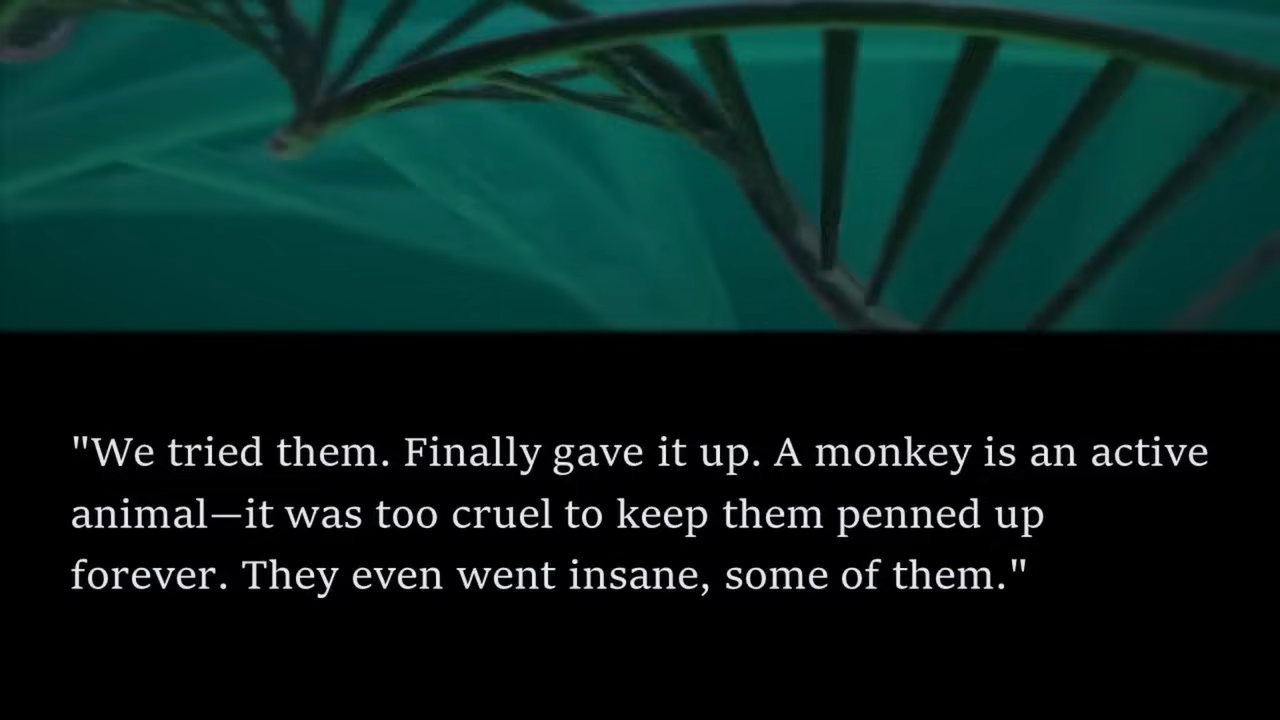 "We tried them. Finally gave it up. A monkey is an active
animal—it was too cruel to keep them penned up
forever. They even went insane, some of them."